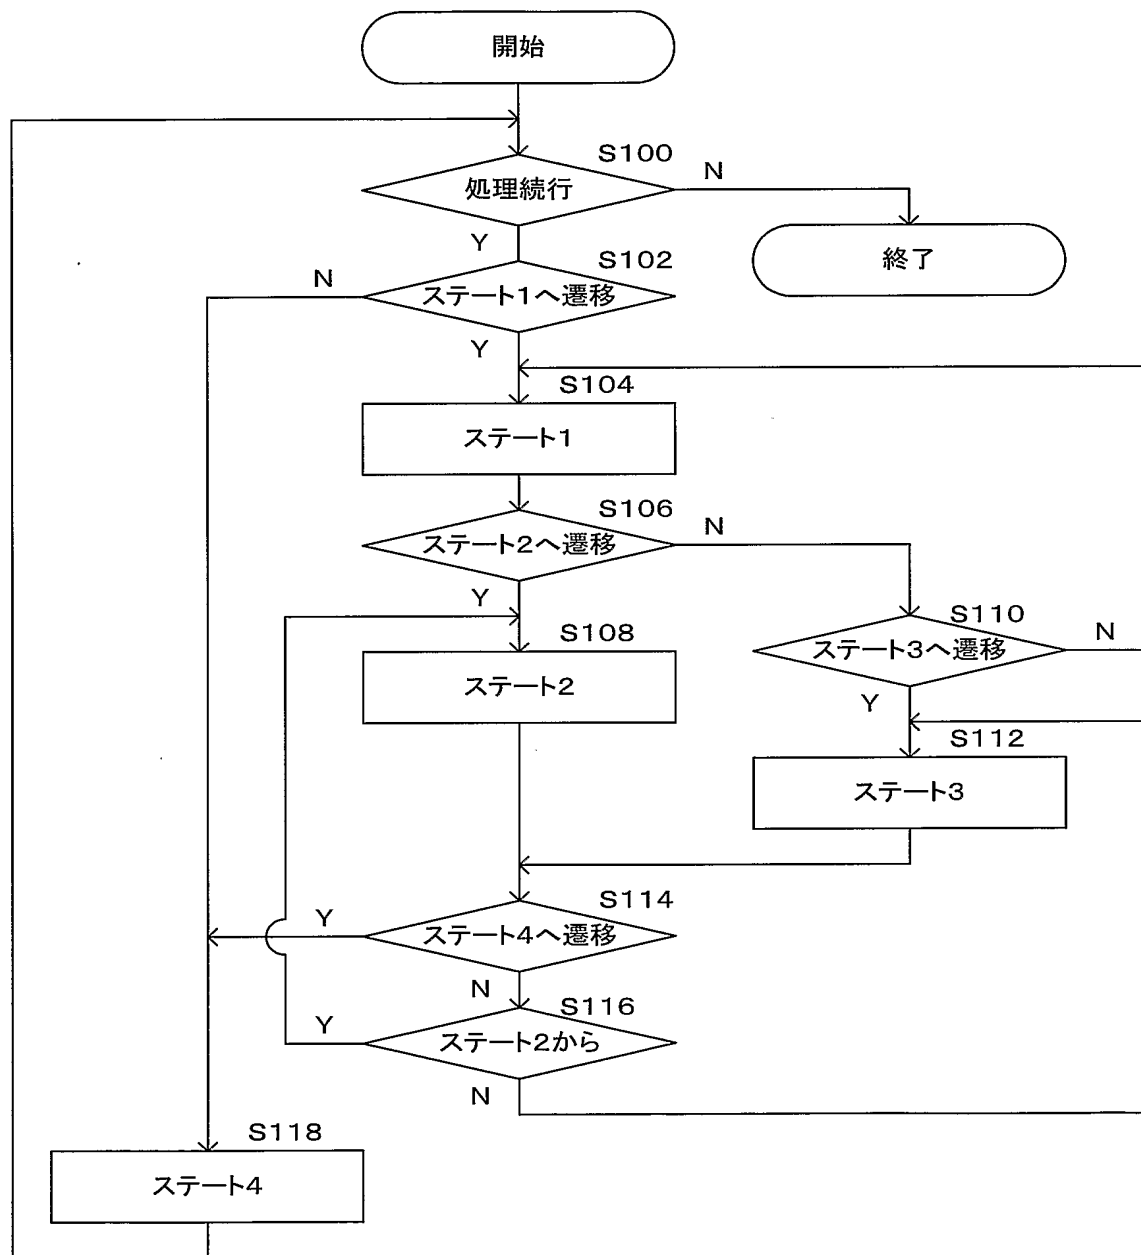 開始
S100
処理続行
N
Y
終了
S102
ステート1へ遷移
N
Y
S104
ステート1
S106
ステート2へ遷移
N
Y
S108
ステート2
S110
ステート3へ遷移
N
Y
S112
ステート3
S114
ステート4へ遷移
Y
N
S116
ステート2から
Y
N
S118
ステート4